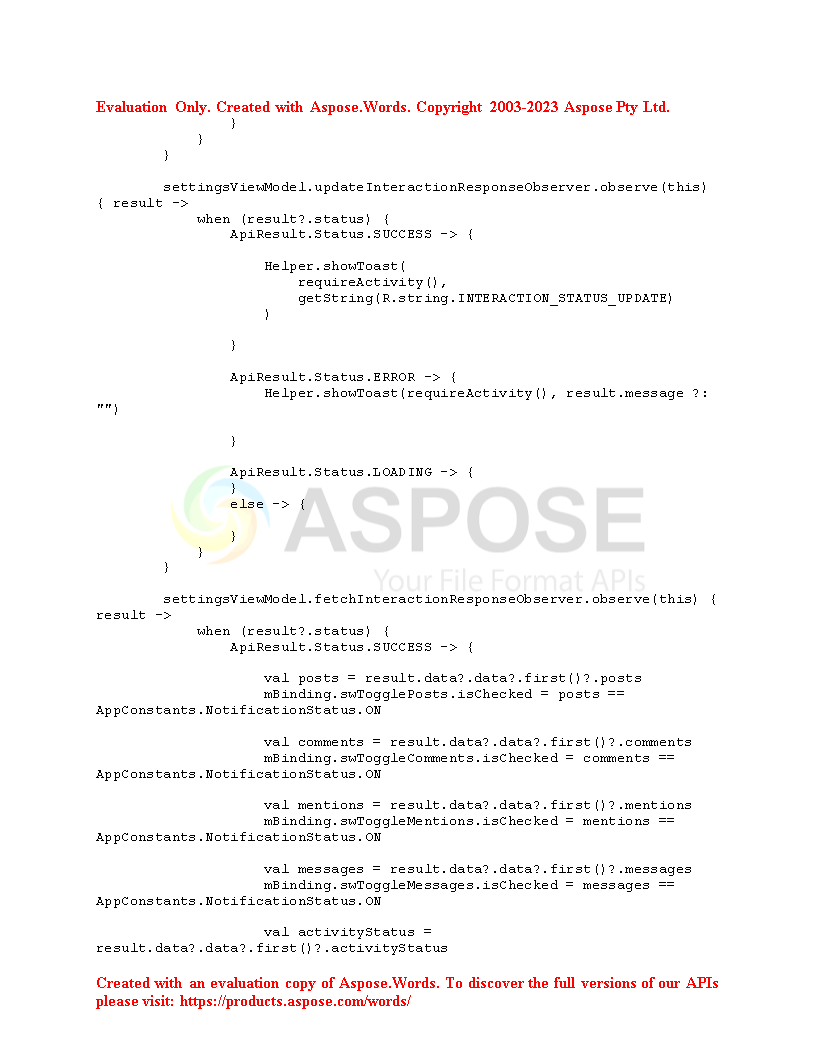 Evaluation Only. Created with Aspose.Words. Copyright 2003-2023 Aspose Pty Ltd.
                }
            }
        }

        settingsViewModel.updateInteractionResponseObserver.observe(this)
{ result ->
            when (result?.status) {
                ApiResult.Status.SUCCESS -> {

                    Helper.showToast(
                        requireActivity(),
                        getString(R.string.INTERACTION_STATUS_UPDATE)
                    )

                }

                ApiResult.Status.ERROR -> {
                    Helper.showToast(requireActivity(), result.message ?:
"")

                }

                ApiResult.Status.LOADING -> {
                }
                else -> {

                }
            }
        }
ASPOSE
Your File Format APIs

        settingsViewModel.fetchInteractionResponseObserver.observe(this) {
result ->
            when (result?.status) {
                ApiResult.Status.SUCCESS -> {

                    val posts = result.data?.data?.first()?.posts
                    mBinding.swTogglePosts.isChecked = posts ==
AppConstants.NotificationStatus.ON

                    val comments = result.data?.data?.first()?.comments
                    mBinding.swToggleComments.isChecked = comments ==
AppConstants.NotificationStatus.ON

                    val mentions = result.data?.data?.first()?.mentions
                    mBinding.swToggleMentions.isChecked = mentions ==
AppConstants.NotificationStatus.ON

                    val messages = result.data?.data?.first()?.messages
                    mBinding.swToggleMessages.isChecked = messages ==
AppConstants.NotificationStatus.ON

                    val activityStatus =
result.data?.data?.first()?.activityStatus

Created with an evaluation copy of Aspose.Words. To discover the full versions of our APIs
please visit: https://products.aspose.com/words/